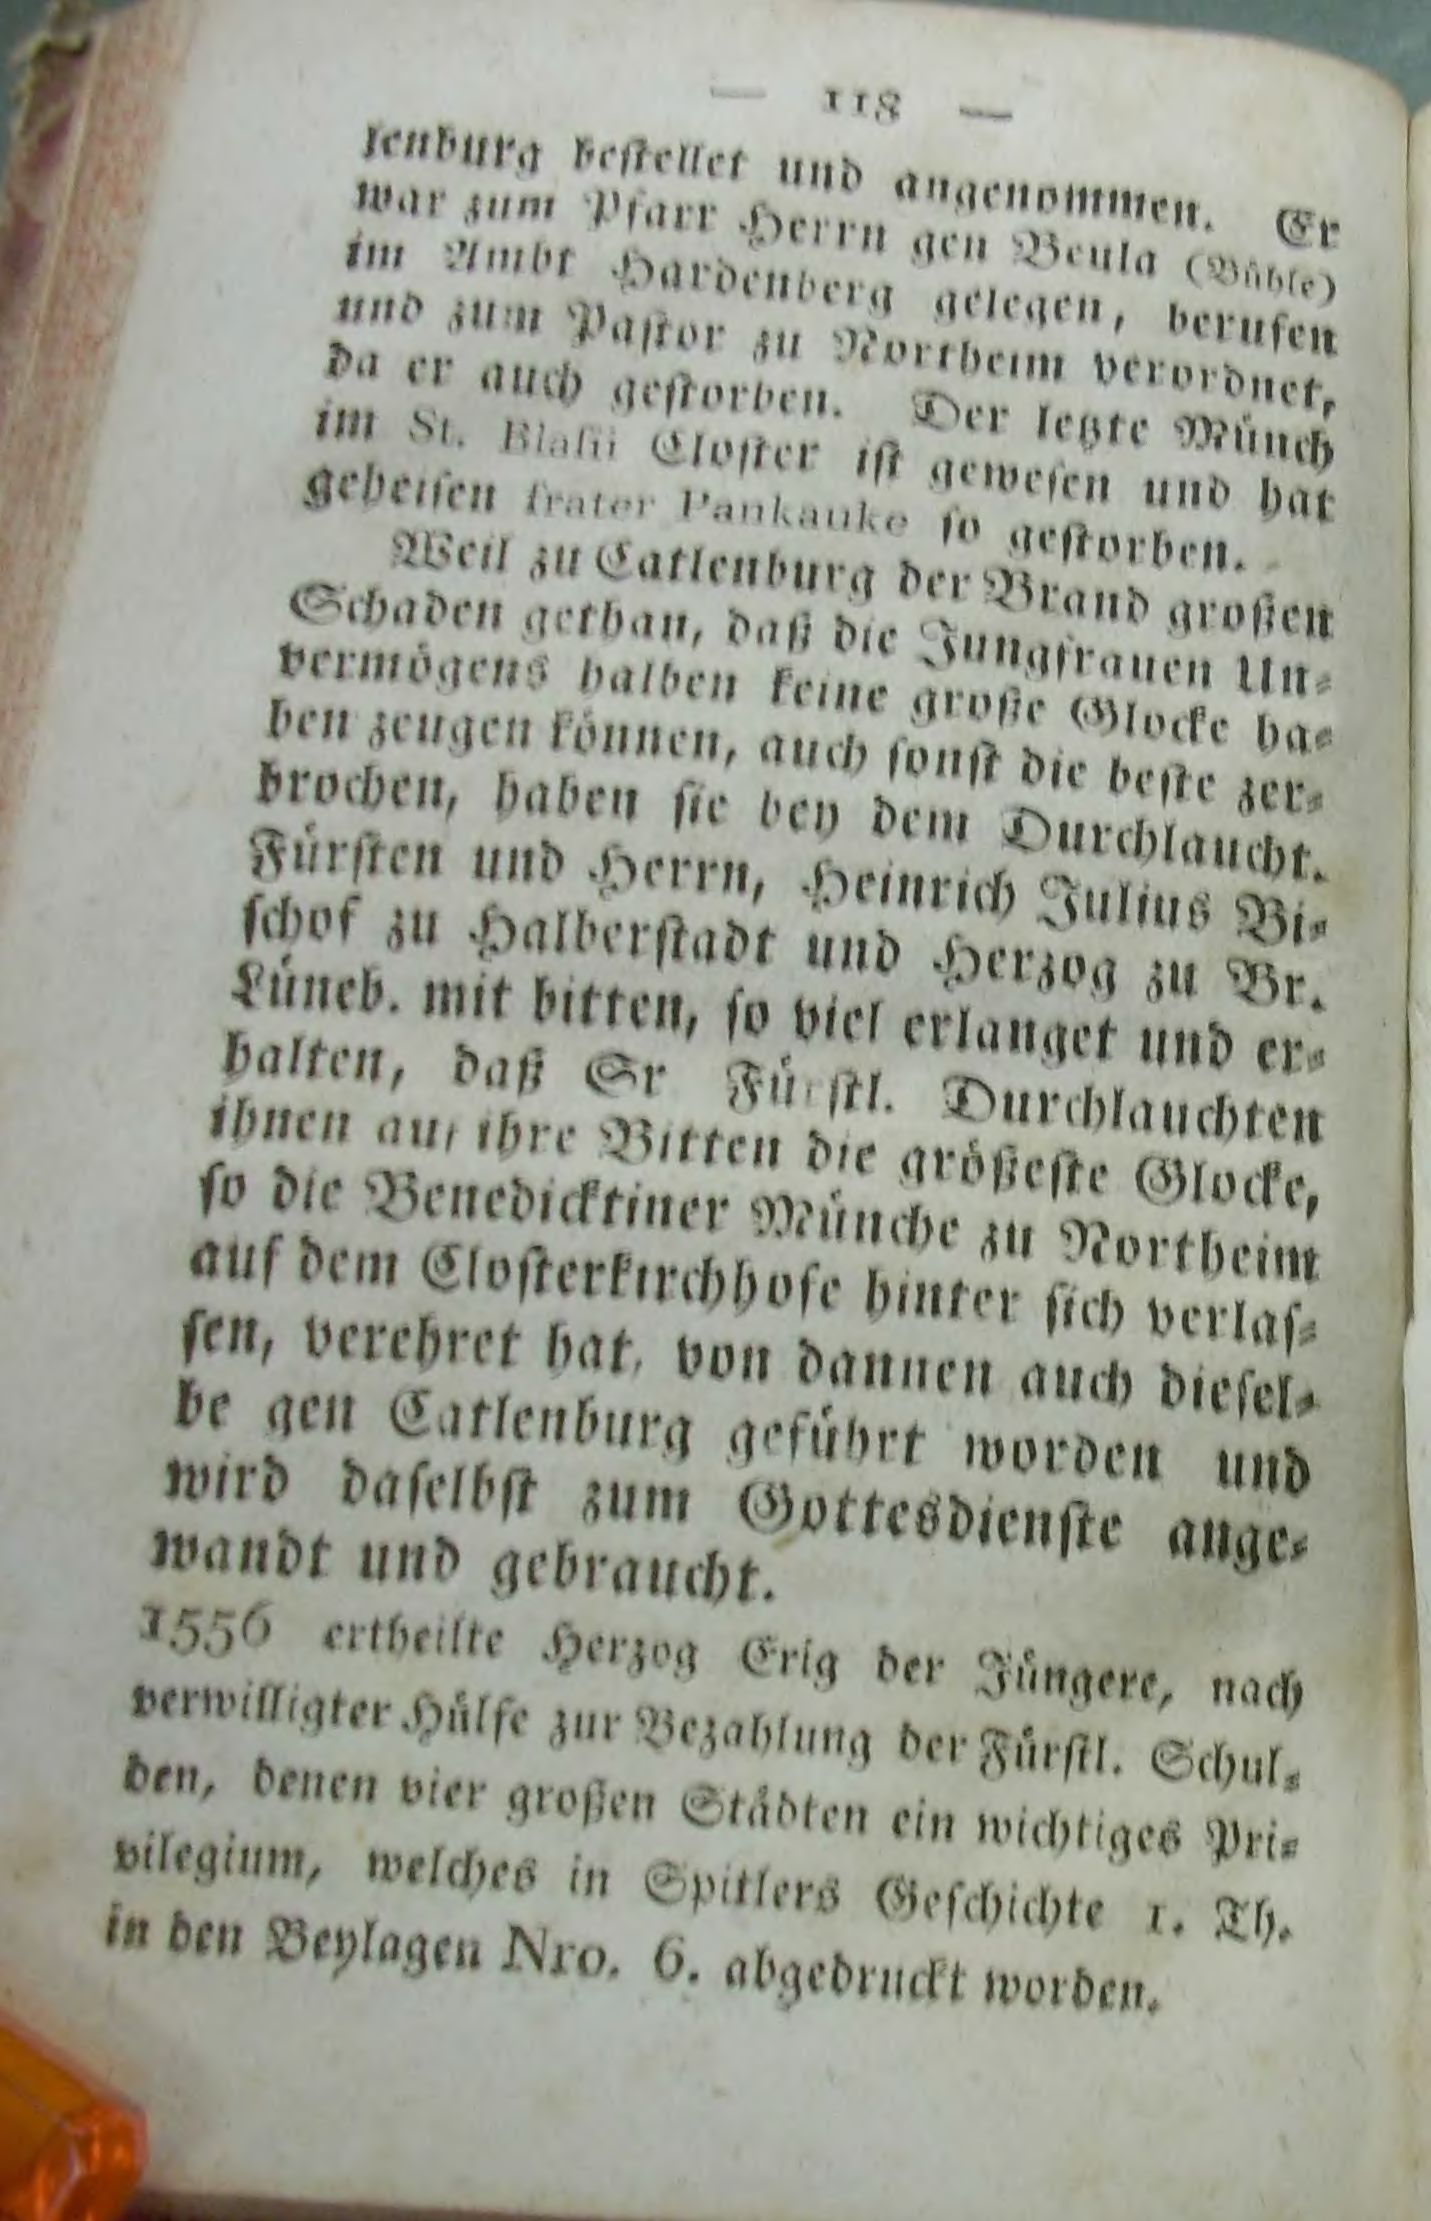 — 118 —
lenburg bestellet und angenommen. Er
war zum Pfarr Herrn gen Beula (Bühle)
im Ambt Hardenberg gelegen, berufen
und zum Pastor zu Northeim verordnet,
da er auch gestorben. Der letzte Münch
im St. Blasii Closter ist gewesen und hat
geheisen frater Pankauke so gestorben.
Weil zu Catlenburg der Brand großen
Schaden gethan, daß die Jungfrauen Un-
vermögens halben keine große Glocke ha-
ben zeugen können, auch sonst die beste zer-
brochen, haben sie bey dem Durchlaucht.
Fürsten und Herrn, Heinrich Julius Bi-
schof zu Halberstadt und Herzog zu Br.
Lüneb. mit bitten, so viel erlanget und er-
halten, daß Sr Fürstl. Durchlauchten
ihnen auf ihre Bitten die größeste Glocke,
so die Benedicktiner Münche zu Northeim
auf dem Closterkirchhofe hinter sich verlas-
sen, verehret hat, von dannen auch diesel-
be gen Catlenburg geführt worden und
wird daselbst zum Gottesdienste ange-
wandt und gebraucht.
1556 ertheilte Herzog Erig der Jüngere, nach
verwilligter Hülfe zur Bezahlung der Fürstl. Schul-
den, denen vier großen Städten ein wichtiges Pri-
vilegium, welches in Spitlers Geschichte 1. Th.
in den Beylagen Nro. 6. abgedruckt worden.